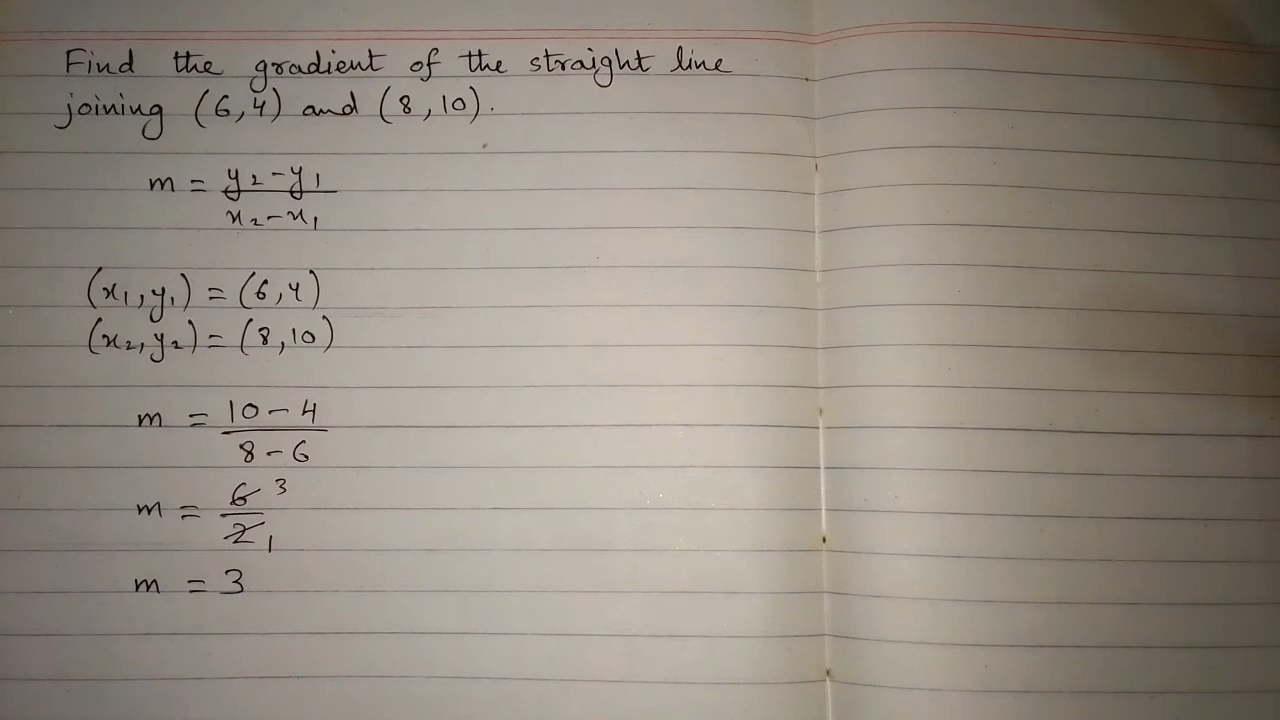 Find the gradient of the straight line
joining (6,4) and (8,10).
m = y₂-y₁
x₂-x₁
(x₁,y₁) = (6,4)
(x₂,y₂) = (8,10)
m = 10-4
8-6
m = 6 3
2 1
m = 3